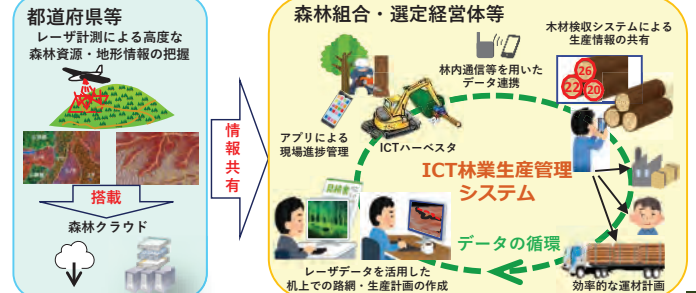 都道府県等
レーザ計測による高度な
森林資源・地形情報の把握
搭載
森林クラウド
情報共有
森林組合・選定経営体等
木材検収システムによる
生産情報の共有
林内通信等を用いた
データ連携
26
22
20
アプリによる
現場進捗管理
ICTハーベスタ
ICT林業生産管理
システム
データの循環
レーザデータを活用した
机上での路網・生産計画の作成
効率的な運材計画